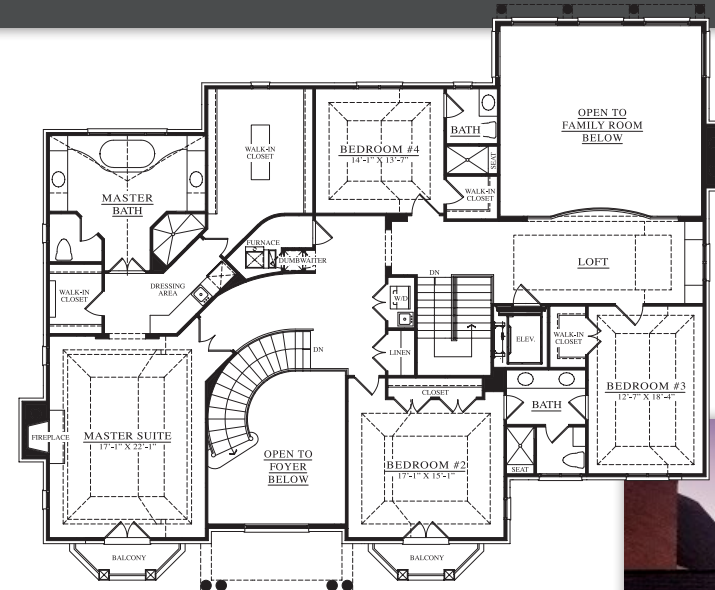 OPEN TO
FAMILY ROOM
BELOW
WALK-IN
CLOSET
BEDROOM #4
14'-1" X 13'-7"
BATH
SEAT
WALK-IN
CLOSET
MASTER
BATH
FURNACE
DUMBWAITER
LOFT
DN
WALK-IN
CLOSET
DRESSING
AREA
W/D
LINEN
ELEV.
WALK-IN
CLOSET
DN
BEDROOM #3
12'-7" X 18'-4"
CLOSET
BATH
FIREPLACE
MASTER SUITE
17'-1" X 22'-1"
OPEN TO
FOYER
BELOW
BEDROOM #2
17'-1" X 15'-1"
SEAT
BALCONY
BALCONY